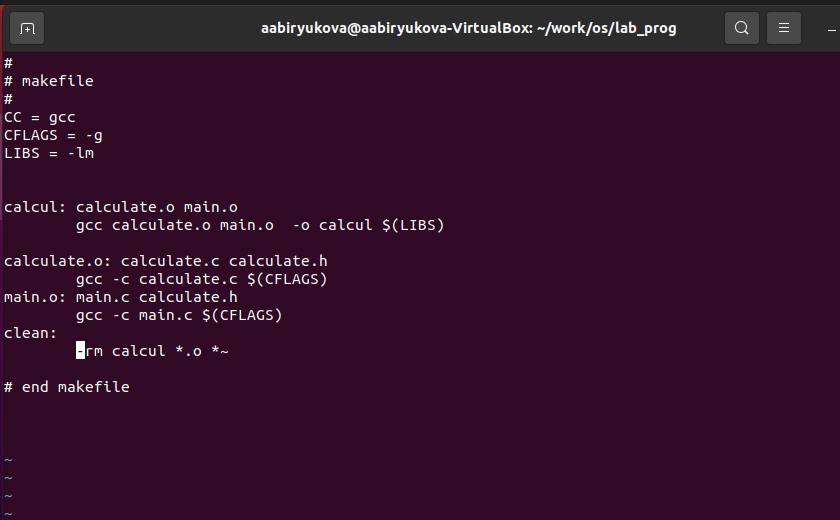 aabiryukova@aabiryukova-VirtualBox: ~/work/os/lab_prog
#
# makefile
#
CC = gcc
CFLAGS = -g
LIBS = -lm
calcul: calculate.o main.o
        gcc calculate.o main.o  -o calcul $(LIBS)
calculate.o: calculate.c calculate.h
        gcc -c calculate.c $(CFLAGS)
main.o: main.c calculate.h
        gcc -c main.c $(CFLAGS)
clean:
        -rm calcul *.o *~
# end makefile
~
~
~
~